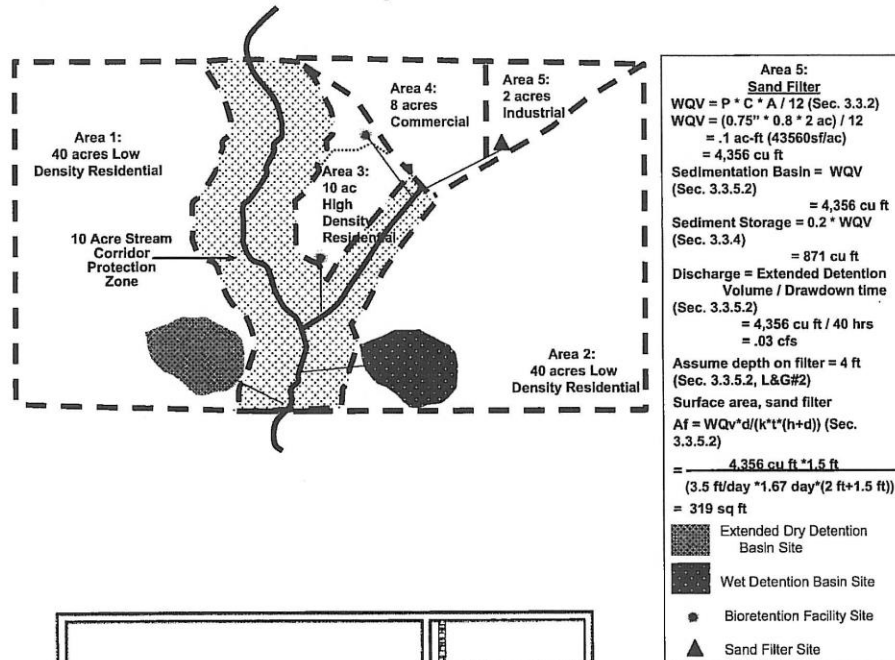 Area 1:
40 acres Low
Density Residential
10 Acre Stream
Corridor
Protection
Zone
Area 4:
8 acres
Commercial
Area 5:
2 acres
Industrial
Area 3:
10 ac
High
Density
Residential
Area 2:
40 acres Low
Density Residential
Area 5:
Sand Filter
WQV = P * C * A / 12 (Sec. 3.3.2)
WQV = (0.75" * 0.8 * 2 ac) / 12
= .1 ac-ft (43560sf/ac)
= 4,356 cu ft
Sedimentation Basin = WQV
(Sec. 3.3.5.2)
= 4,356 cu ft
Sediment Storage = 0.2 * WQV
(Sec. 3.3.4)
= 871 cu ft
Discharge = Extended Detention
Volume / Drawdown time
(Sec. 3.3.5.2)
= 4,356 cu ft / 40 hrs
= .03 cfs
Assume depth on filter = 4 ft
(Sec. 3.3.5.2, L&G#2)
Surface area, sand filter
Af = WQv*d/(k*t*(h+d)) (Sec.
3.3.5.2)
= 4,356 cu ft *1.5 ft
(3.5 ft/day *1.67 day*(2 ft+1.5 ft))
= 319 sq ft
Extended Dry Detention
Basin Site
Wet Detention Basin Site
Bioretention Facility Site
Sand Filter Site